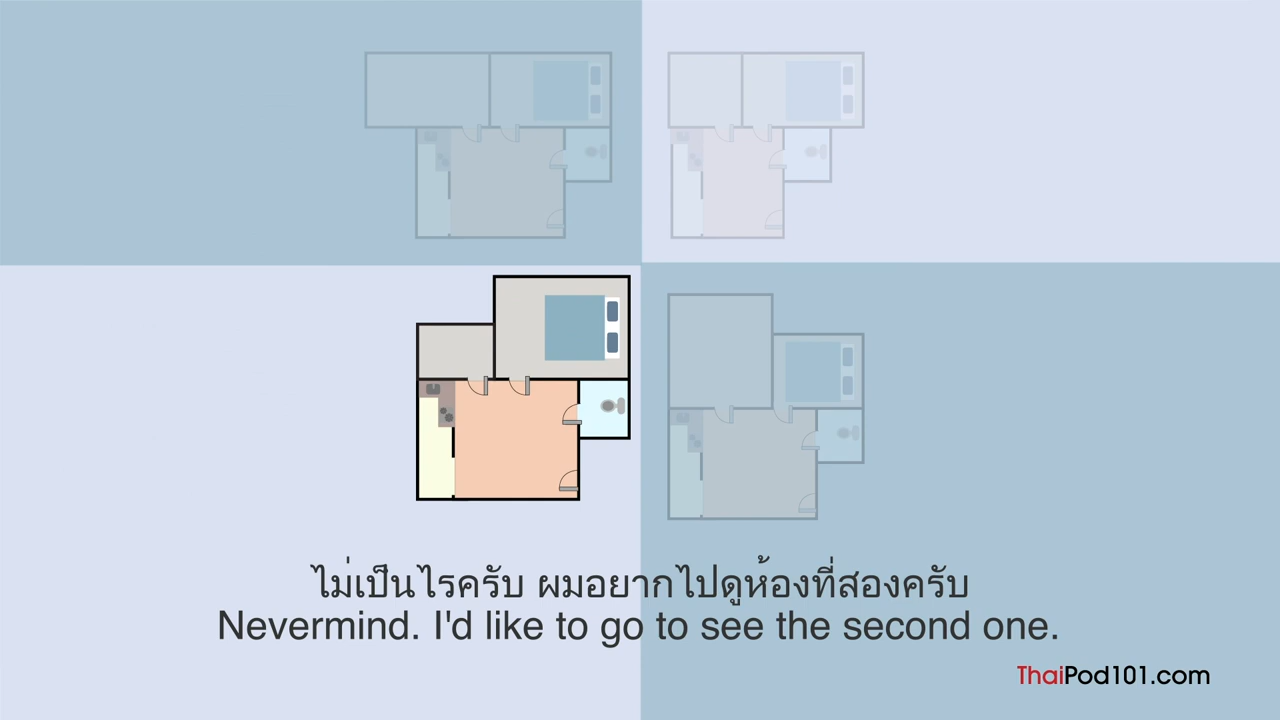 ไม่เป็นไรครับ ผมอยากไปดูห้องที่สองครับ
Nevermind. I'd like to go to see the second one.
ThaiPod101.com